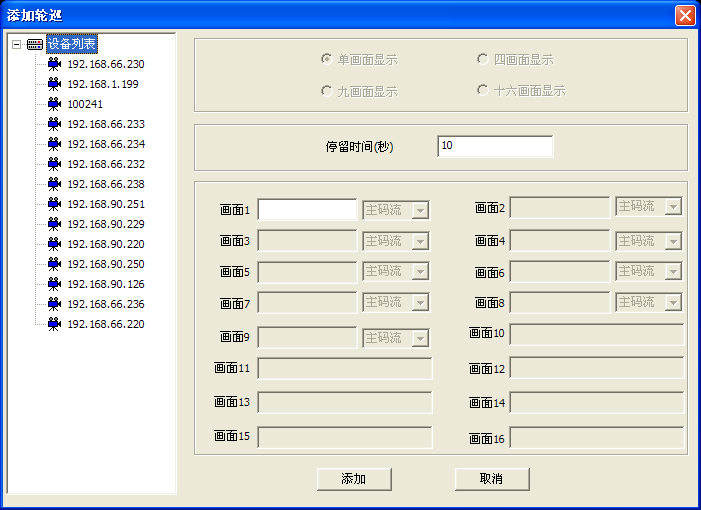 添加轮巡
设备列表
192.168.66.230
192.168.1.199
100241
192.168.66.233
192.168.66.234
192.168.66.232
192.168.66.238
192.168.90.251
192.168.90.229
192.168.90.220
192.168.90.250
192.168.90.126
192.168.66.236
192.168.66.220
单画面显示 四画面显示
九画面显示 十六画面显示
停留时间(秒) 10
画面1 主码流 画面2 主码流
画面3 主码流 画面4 主码流
画面5 主码流 画面6 主码流
画面7 主码流 画面8 主码流
画面9 主码流 画面10
画面11 画面12
画面13 画面14
画面15 画面16
添加 取消